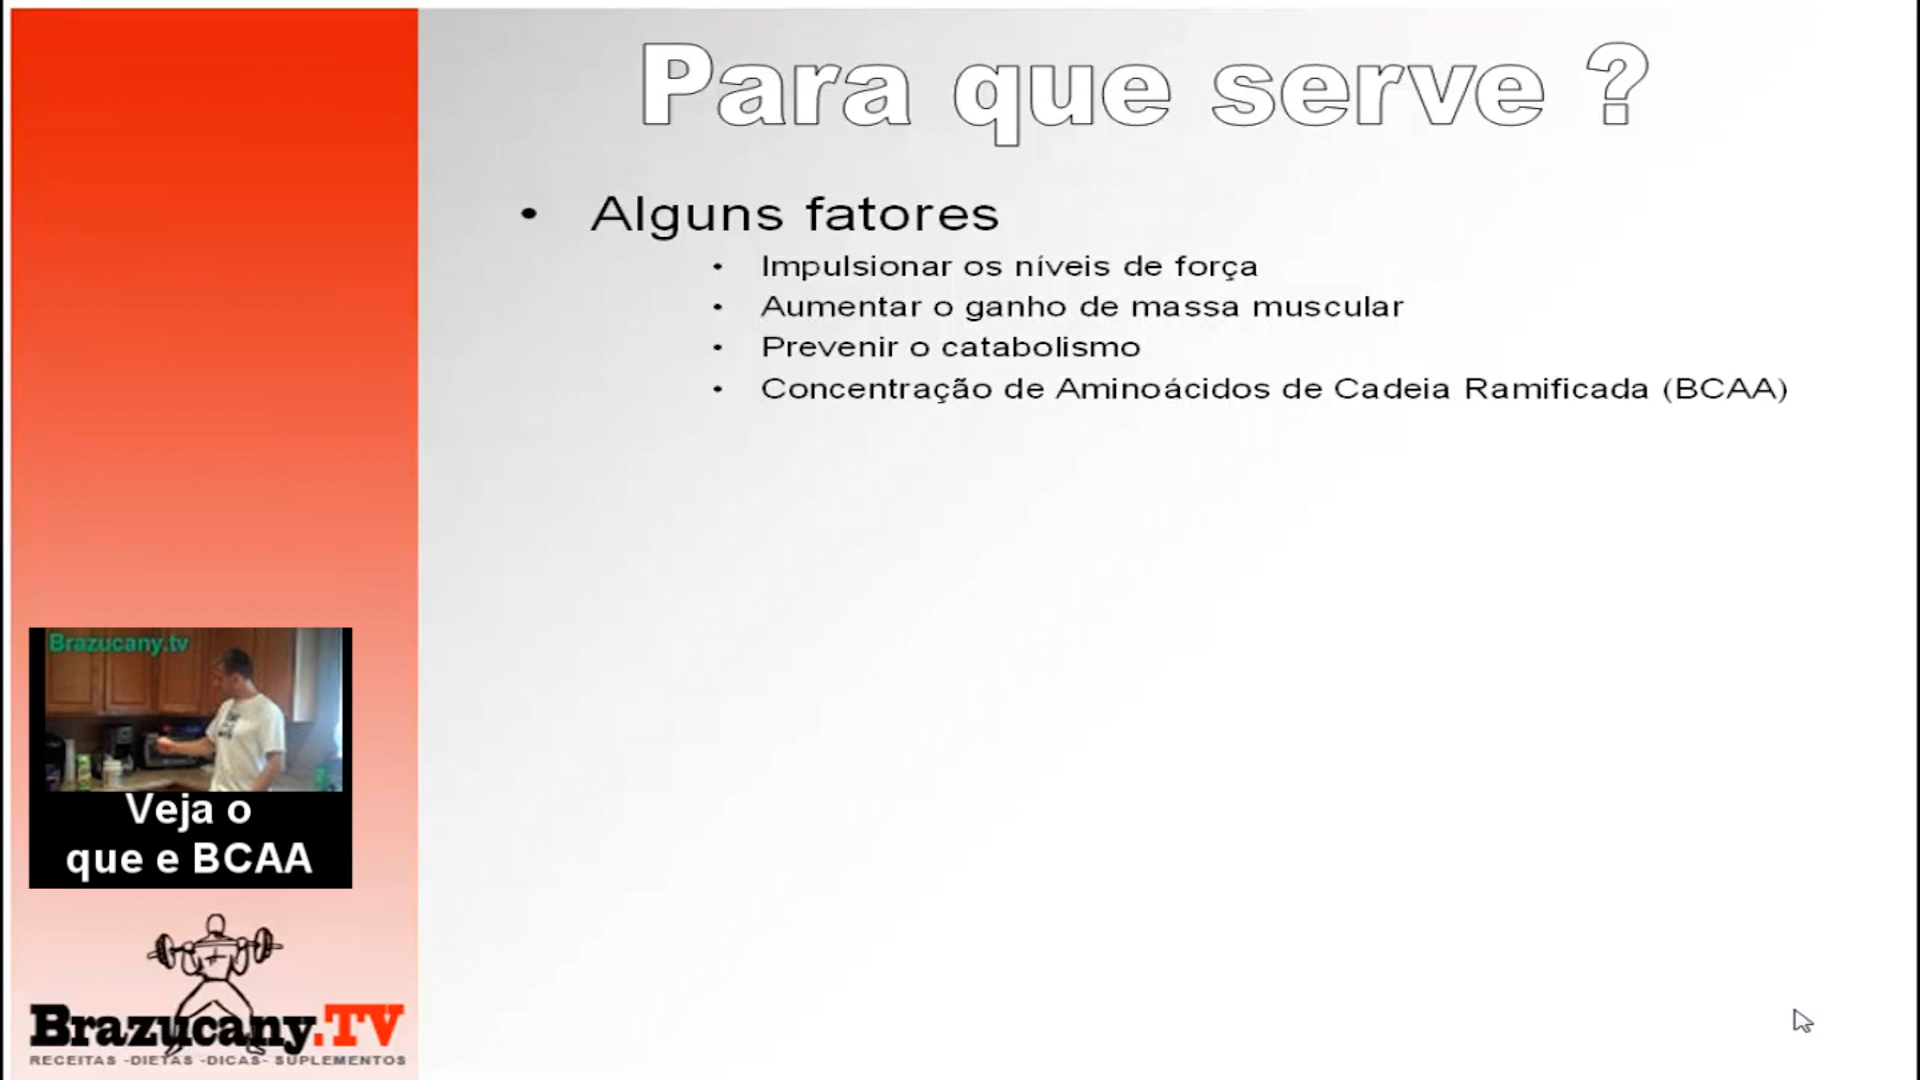 Para que serve ?
• Alguns fatores
• Impulsionar os níveis de força
• Aumentar o ganho de massa muscular
• Prevenir o catabolismo
• Concentração de Aminoácidos de Cadeia Ramificada (BCAA)
Brazucany.tv
Veja o
que e BCAA
Brazucany.TV
RECEITAS -DIETAS -DICAS- SUPLEMENTOS